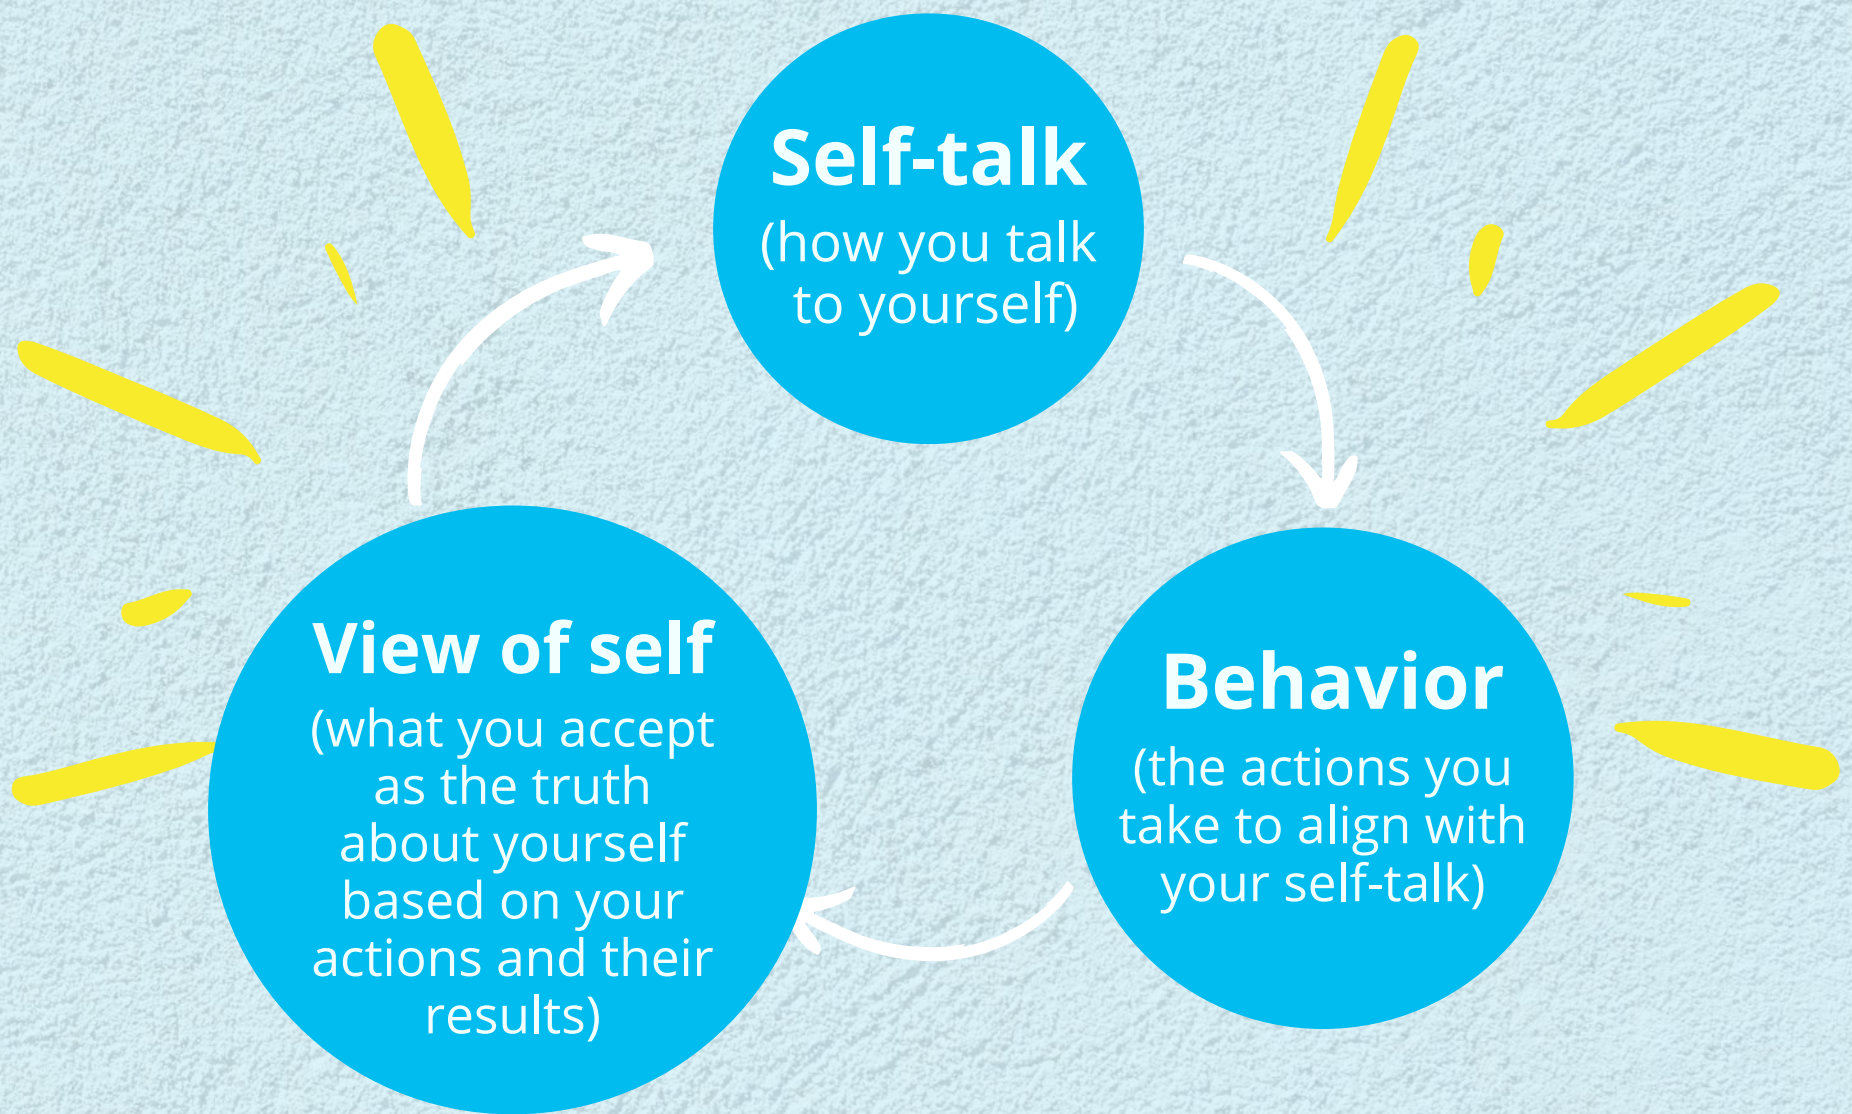 Self-talk
(how you talk
to yourself)
View of self
(what you accept
as the truth
about yourself
based on your
actions and their
results)
Behavior
(the actions you
take to align with
your self-talk)